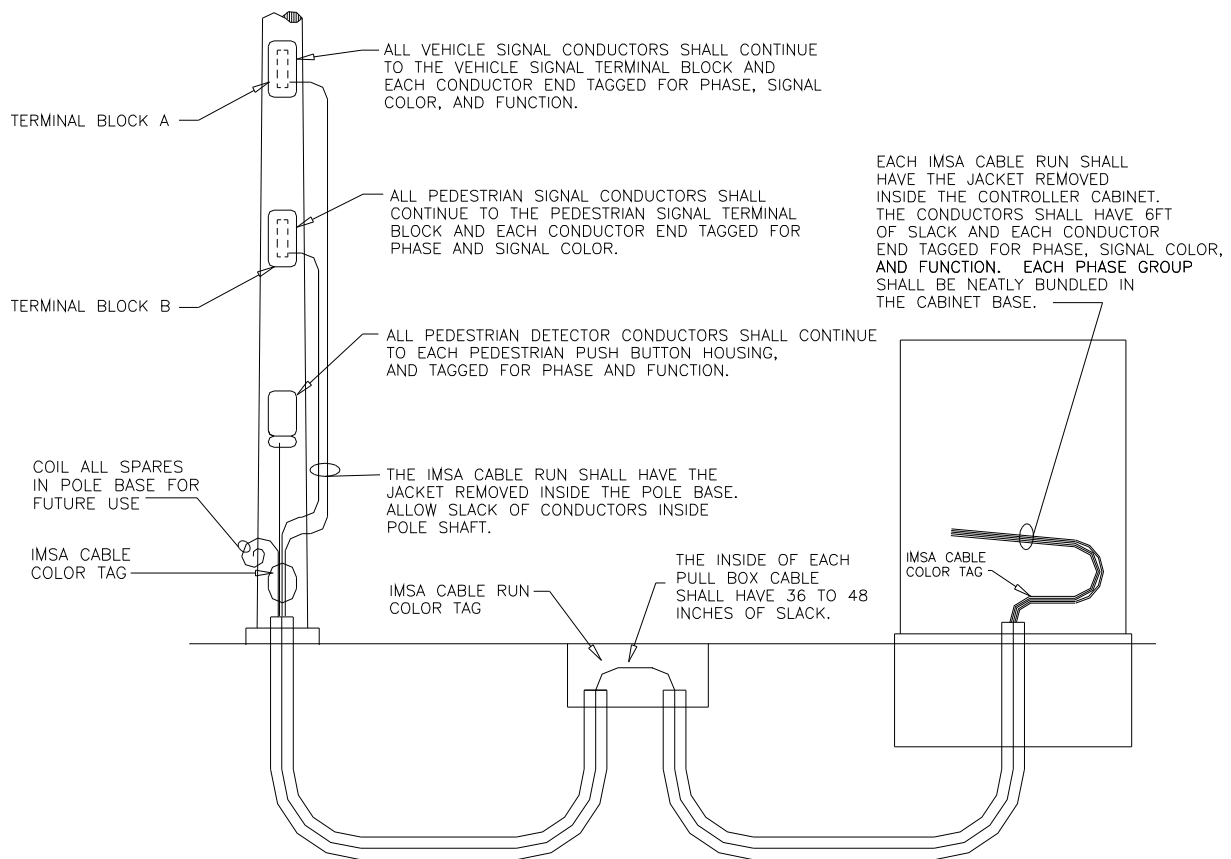 ALL VEHICLE SIGNAL CONDUCTORS SHALL CONTINUE
TO THE VEHICLE SIGNAL TERMINAL BLOCK AND
EACH CONDUCTOR END TAGGED FOR PHASE, SIGNAL
COLOR, AND FUNCTION.
TERMINAL BLOCK A
EACH IMSA CABLE RUN SHALL
HAVE THE JACKET REMOVED
INSIDE THE CONTROLLER CABINET.
THE CONDUCTORS SHALL HAVE 6FT
OF SLACK AND EACH CONDUCTOR
END TAGGED FOR PHASE, SIGNAL COLOR,
AND FUNCTION. EACH PHASE GROUP
SHALL BE NEATLY BUNDLED IN
THE CABINET BASE.
ALL PEDESTRIAN SIGNAL CONDUCTORS SHALL
CONTINUE TO THE PEDESTRIAN SIGNAL TERMINAL
BLOCK AND EACH CONDUCTOR END TAGGED FOR
PHASE AND SIGNAL COLOR.
TERMINAL BLOCK B
ALL PEDESTRIAN DETECTOR CONDUCTORS SHALL CONTINUE
TO EACH PEDESTRIAN PUSH BUTTON HOUSING,
AND TAGGED FOR PHASE AND FUNCTION.
COIL ALL SPARES
IN POLE BASE FOR
FUTURE USE
THE IMSA CABLE RUN SHALL HAVE THE
JACKET REMOVED INSIDE THE POLE BASE.
ALLOW SLACK OF CONDUCTORS INSIDE
POLE SHAFT.
IMSA CABLE
COLOR TAG
IMSA CABLE RUN
COLOR TAG
THE INSIDE OF EACH
PULL BOX CABLE
SHALL HAVE 36 TO 48
INCHES OF SLACK.
IMSA CABLE
COLOR TAG